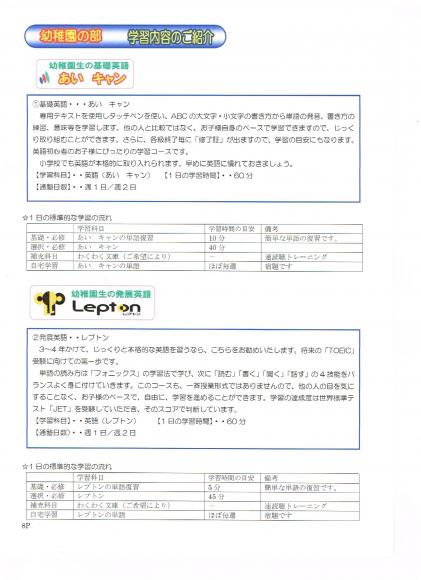 幼稚園の部　学習内容のご紹介
幼稚園生の基礎英語
あい キャン
①基礎英語・・・あい キャン
専用テキストを使用しタッチペンを使い、ABCの大文字・小文字の書き方から単語の発音、書き方の
練習、意味等を学習します。他の人と比較ではなく、お子様自身のペースで学習できますので、じっく
り取り組むことができます。さらに、各級終了毎に「修了証」が出ますので、学習の目安にもなります。
英語初心者のお子様にぴったりの学習コースです。
小学校でも英語が本格的に取り入れられます。早めに英語に慣れておきましょう。
【学習科目】・・英語（あい キャン）　【1日の学習時間】・・60分
【通塾日数】・・週1日／週2日
☆1日の標準的な学習の流れ
学習科目　学習時間の目安　備考
基礎・必修　あい キャンの単語復習　10分　簡単な単語の復習です。
選択・必修　あい キャン　40分
補充科目　わくわく文庫（ご希望により）　－　速読聴トレーニング
自宅学習　あい キャンの単語　ほぼ毎週　宿題です
幼稚園生の発展英語
Lepton
レプトン
②発展英語・・レプトン
3～4年かけて、じっくりと本格的な英語を習うなら、こちらをお勧めいたします。将来の「TOEIC」
受験に向けての第一歩です。
単語の読み方は「フォニックス」の学習法で学び、次に「読む」「書く」「聞く」「話す」の4技能をバ
ランスよく身に付けていきます。このコースも、一斉授業形式ではありませんので、他の人の目を気に
することなく、お子様のペースで、自由に、学習を進めることができます。学習の達成度は世界標準テ
スト「JET」を受験していただき、そのスコアで判断しています。
【学習科目】・・英語（レプトン）　【1日の学習時間】・・60分
【通塾日数】・・週1日／週2日
☆1日の標準的な学習の流れ
学習科目　学習時間の目安　備考
基礎・必修　レプトンの単語復習　5分　簡単な単語の復習です。
選択・必修　レプトン　45分
補充科目　わくわく文庫（ご希望により）　－　速読聴トレーニング
自宅学習　レプトンの単語　ほぼ毎週　宿題です
8P